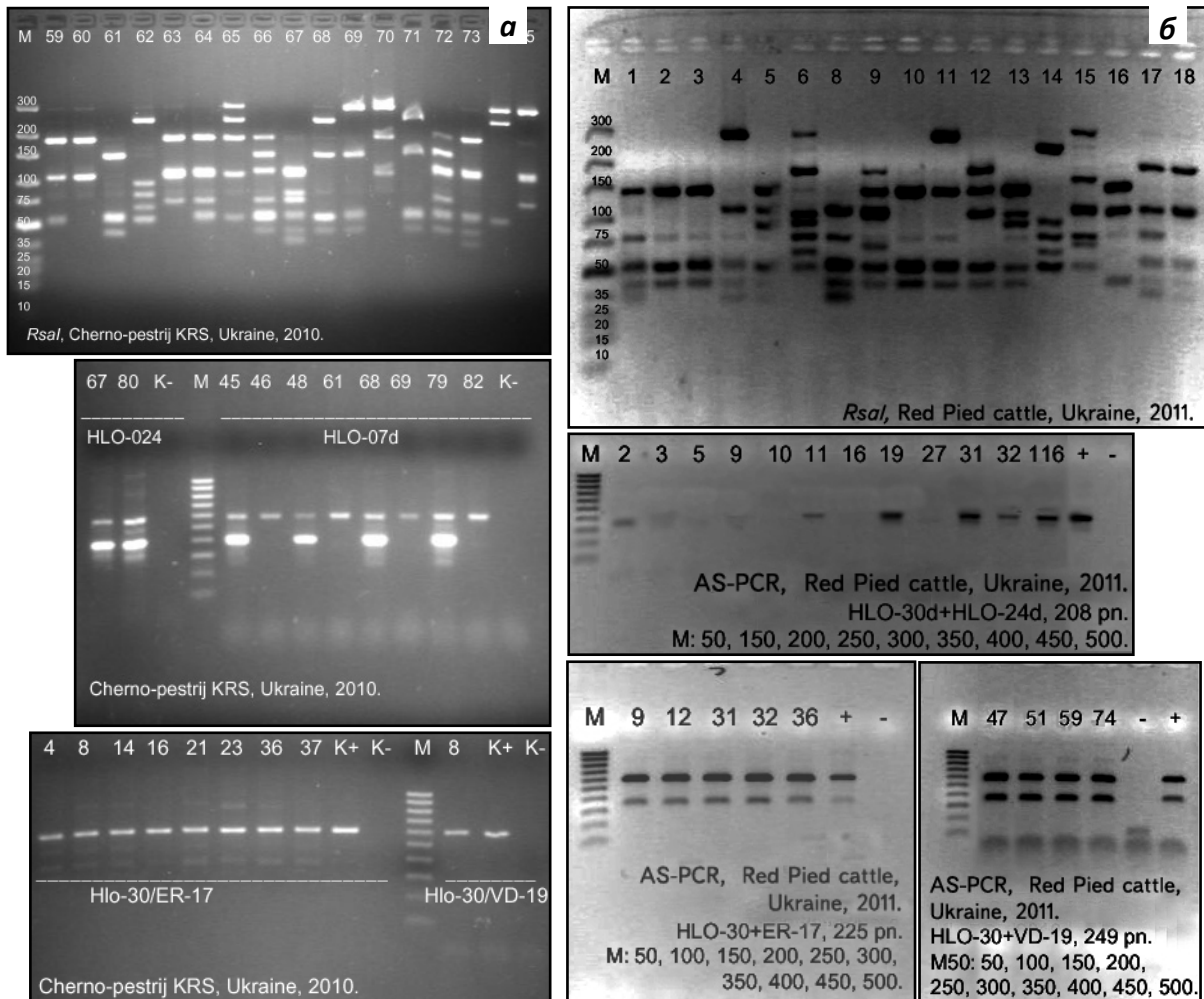 а
M 59 60 61 62 63 64 65 66 67 68 69 70 71 72 73 5
300
200
150
100
75
50
35
25
20
15
10
RsaI, Cherno-pestrij KRS, Ukraine, 2010.
67 80 K- M 45 46 48 61 68 69 79 82 K-
HLO-024 HLO-07d
Cherno-pestrij KRS, Ukraine, 2010.
4 8 14 16 21 23 36 37 K+ K- M 8 K+ K-
Hlo-30/ER-17 Hlo-30/VD-19
Cherno-pestrij KRS, Ukraine, 2010.
б
M 1 2 3 4 5 6 8 9 10 11 12 13 14 15 16 17 18
300
200
150
100
75
50
35
25
20
15
10
RsaI, Red Pied cattle, Ukraine, 2011.
M 2 3 5 9 10 11 16 19 27 31 32 116 + -
AS-PCR, Red Pied cattle, Ukraine, 2011.
HLO-30d+HLO-24d, 208 pn.
M: 50, 150, 200, 250, 300, 350, 400, 450, 500.
M 9 12 31 32 36 + -
AS-PCR, Red Pied cattle,
Ukraine, 2011.
HLO-30+ER-17, 225 pn.
M: 50, 100, 150, 200, 250, 300,
350, 400, 450, 500.
M 47 51 59 74 - +
AS-PCR, Red Pied cattle,
Ukraine, 2011.
HLO-30+VD-19, 249 pn.
M50: 50, 100, 150, 200,
250, 300, 350, 400, 450, 500.